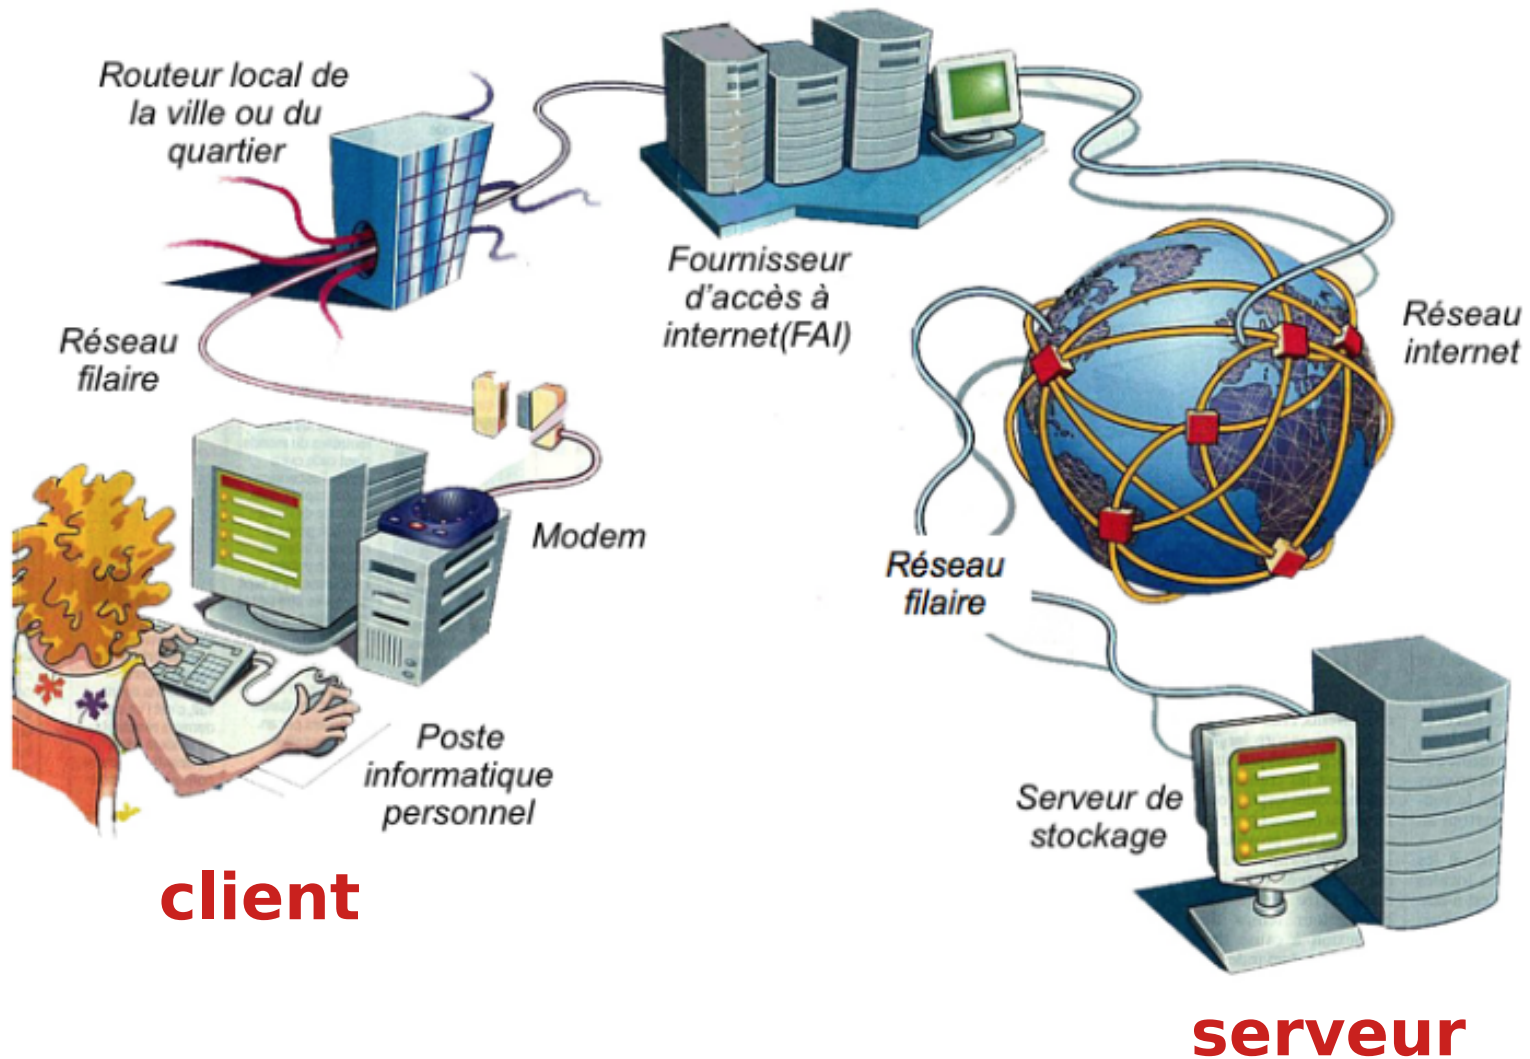 Routeur local de
la ville ou du
quartier
Fournisseur
d'accès à
internet(FAI)
Réseau
internet
Réseau
filaire
Modem
Réseau
filaire
Poste
informatique
personnel
Serveur de
stockage
client
serveur